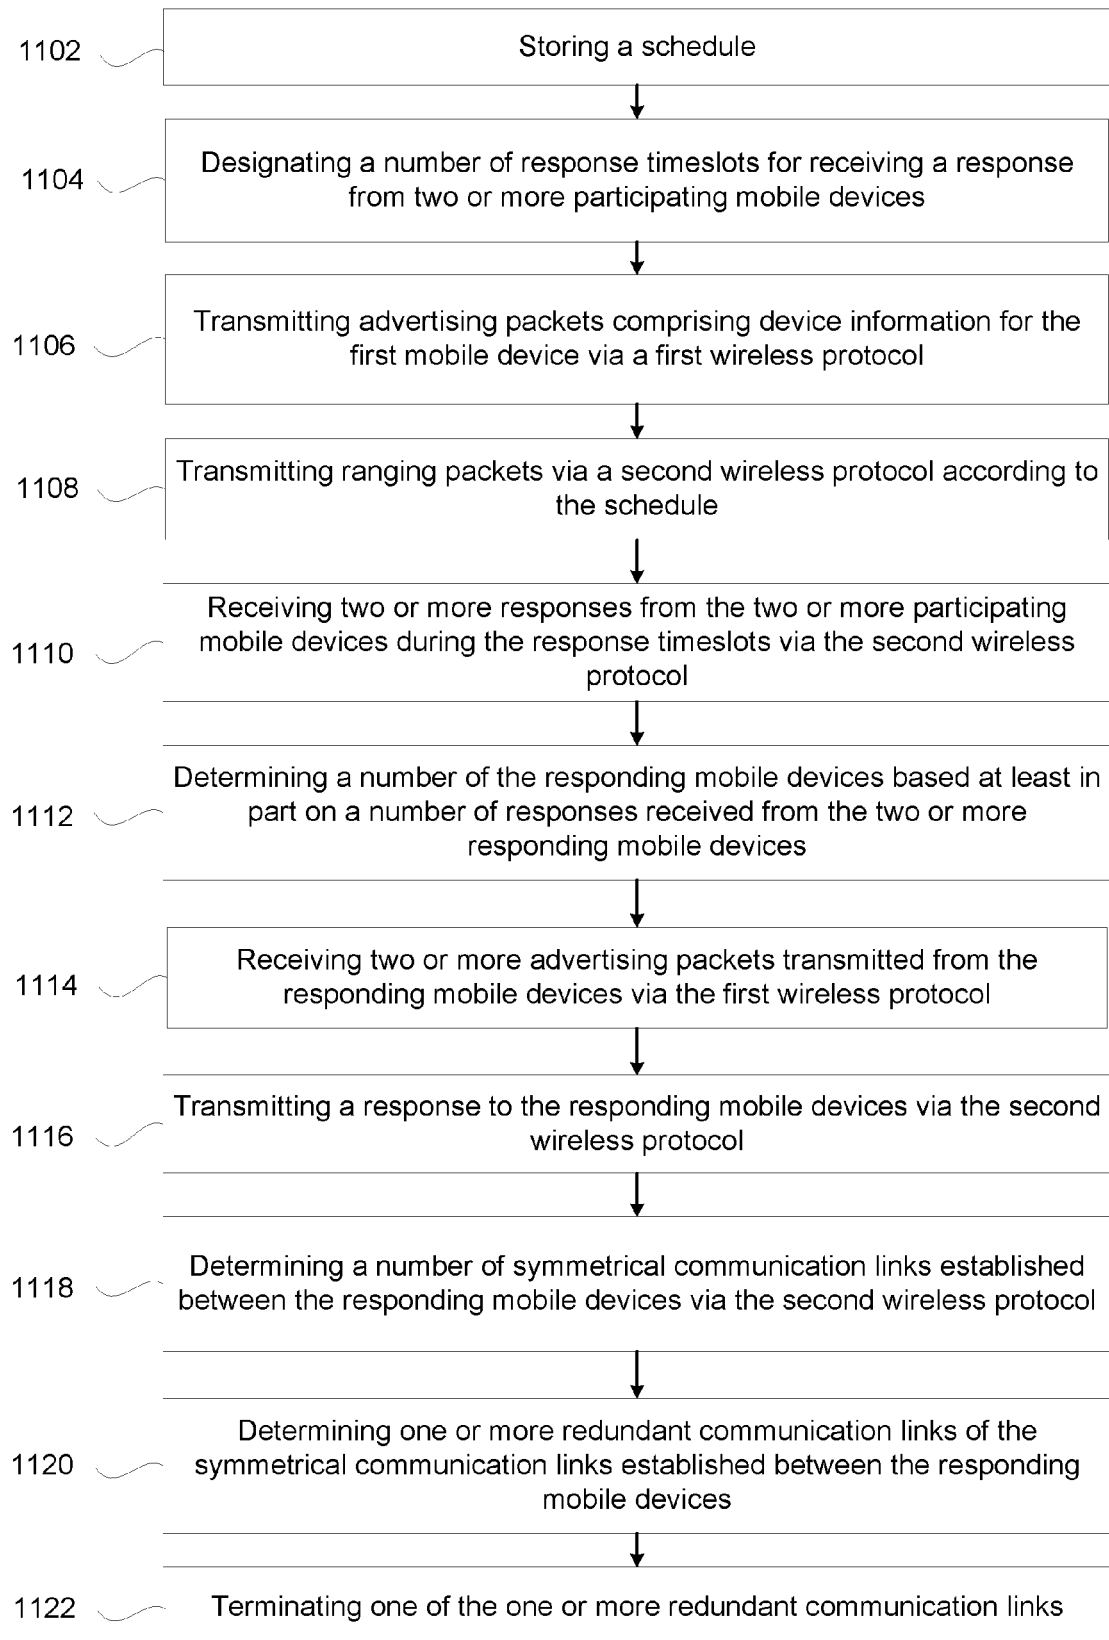 1102
Storing a schedule
1104
Designating a number of response timeslots for receiving a response
from two or more participating mobile devices
1106
Transmitting advertising packets comprising device information for the
first mobile device via a first wireless protocol
1108
Transmitting ranging packets via a second wireless protocol according to
the schedule
1110
Receiving two or more responses from the two or more participating
mobile devices during the response timeslots via the second wireless
protocol
1112
Determining a number of the responding mobile devices based at least in
part on a number of responses received from the two or more
responding mobile devices
1114
Receiving two or more advertising packets transmitted from the
responding mobile devices via the first wireless protocol
1116
Transmitting a response to the responding mobile devices via the second
wireless protocol
1118
Determining a number of symmetrical communication links established
between the responding mobile devices via the second wireless protocol
1120
Determining one or more redundant communication links of the
symmetrical communication links established between the responding
mobile devices
1122
Terminating one of the one or more redundant communication links